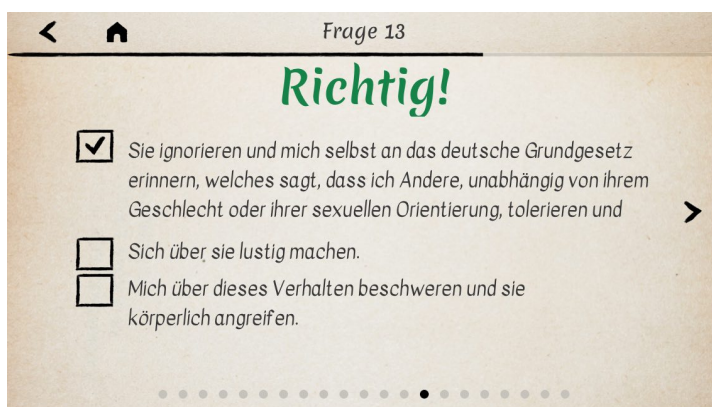 Frage 13
Richtig!
Sie ignorieren und mich selbst an das deutsche Grundgesetz
erinnern, welches sagt, dass ich Andere, unabhängig von ihrem
Geschlecht oder ihrer sexuellen Orientierung, tolerieren und
Sich über sie lustig machen.
Mich über dieses Verhalten beschweren und sie
körperlich angreifen.